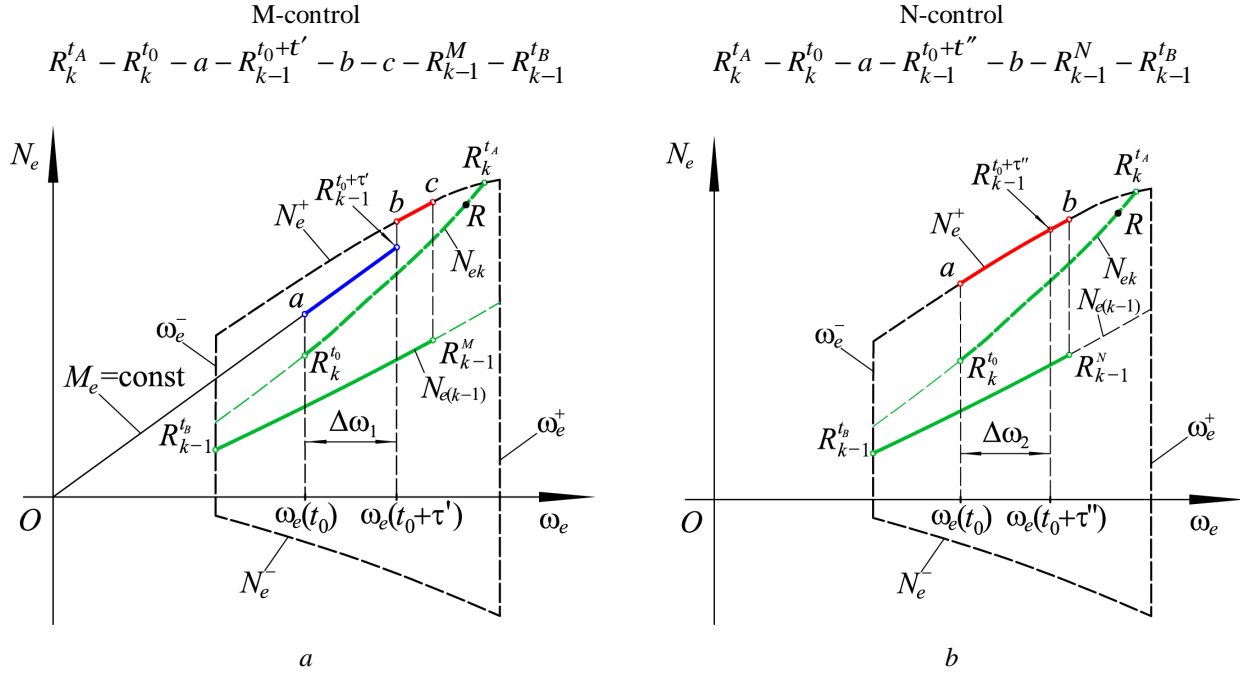 M-control
R_k^{t_A} – R_k^{t_0} – a – R_{k–1}^{t_0+t′} – b – c – R_{k–1}^M – R_{k–1}^{t_B}
N_e
R_k^{t_A}
R_{k-1}^{t_0+τ'}
c
b
R
N_e^+
N_{ek}
a
ω_e^-
R_k^{t_0}
R_{k-1}^M
M_e=const
N_{e(k-1)}
R_{k-1}^{t_B}
Δω_1
ω_e^+
O
ω_e(t_0)
ω_e(t_0+τ')
ω_e
N_e^-
a
N-control
R_k^{t_A} – R_k^{t_0} – a – R_{k–1}^{t_0+t″} – b – R_{k–1}^N – R_{k–1}^{t_B}
N_e
R_k^{t_A}
R_{k-1}^{t_0+τ"}
b
N_e^+
R
N_{ek}
a
N_{e(k-1)}
ω_e^-
R_k^{t_0}
R_{k-1}^N
R_{k-1}^{t_B}
Δω_2
ω_e^+
O
ω_e(t_0)
ω_e(t_0+τ")
ω_e
N_e^-
b